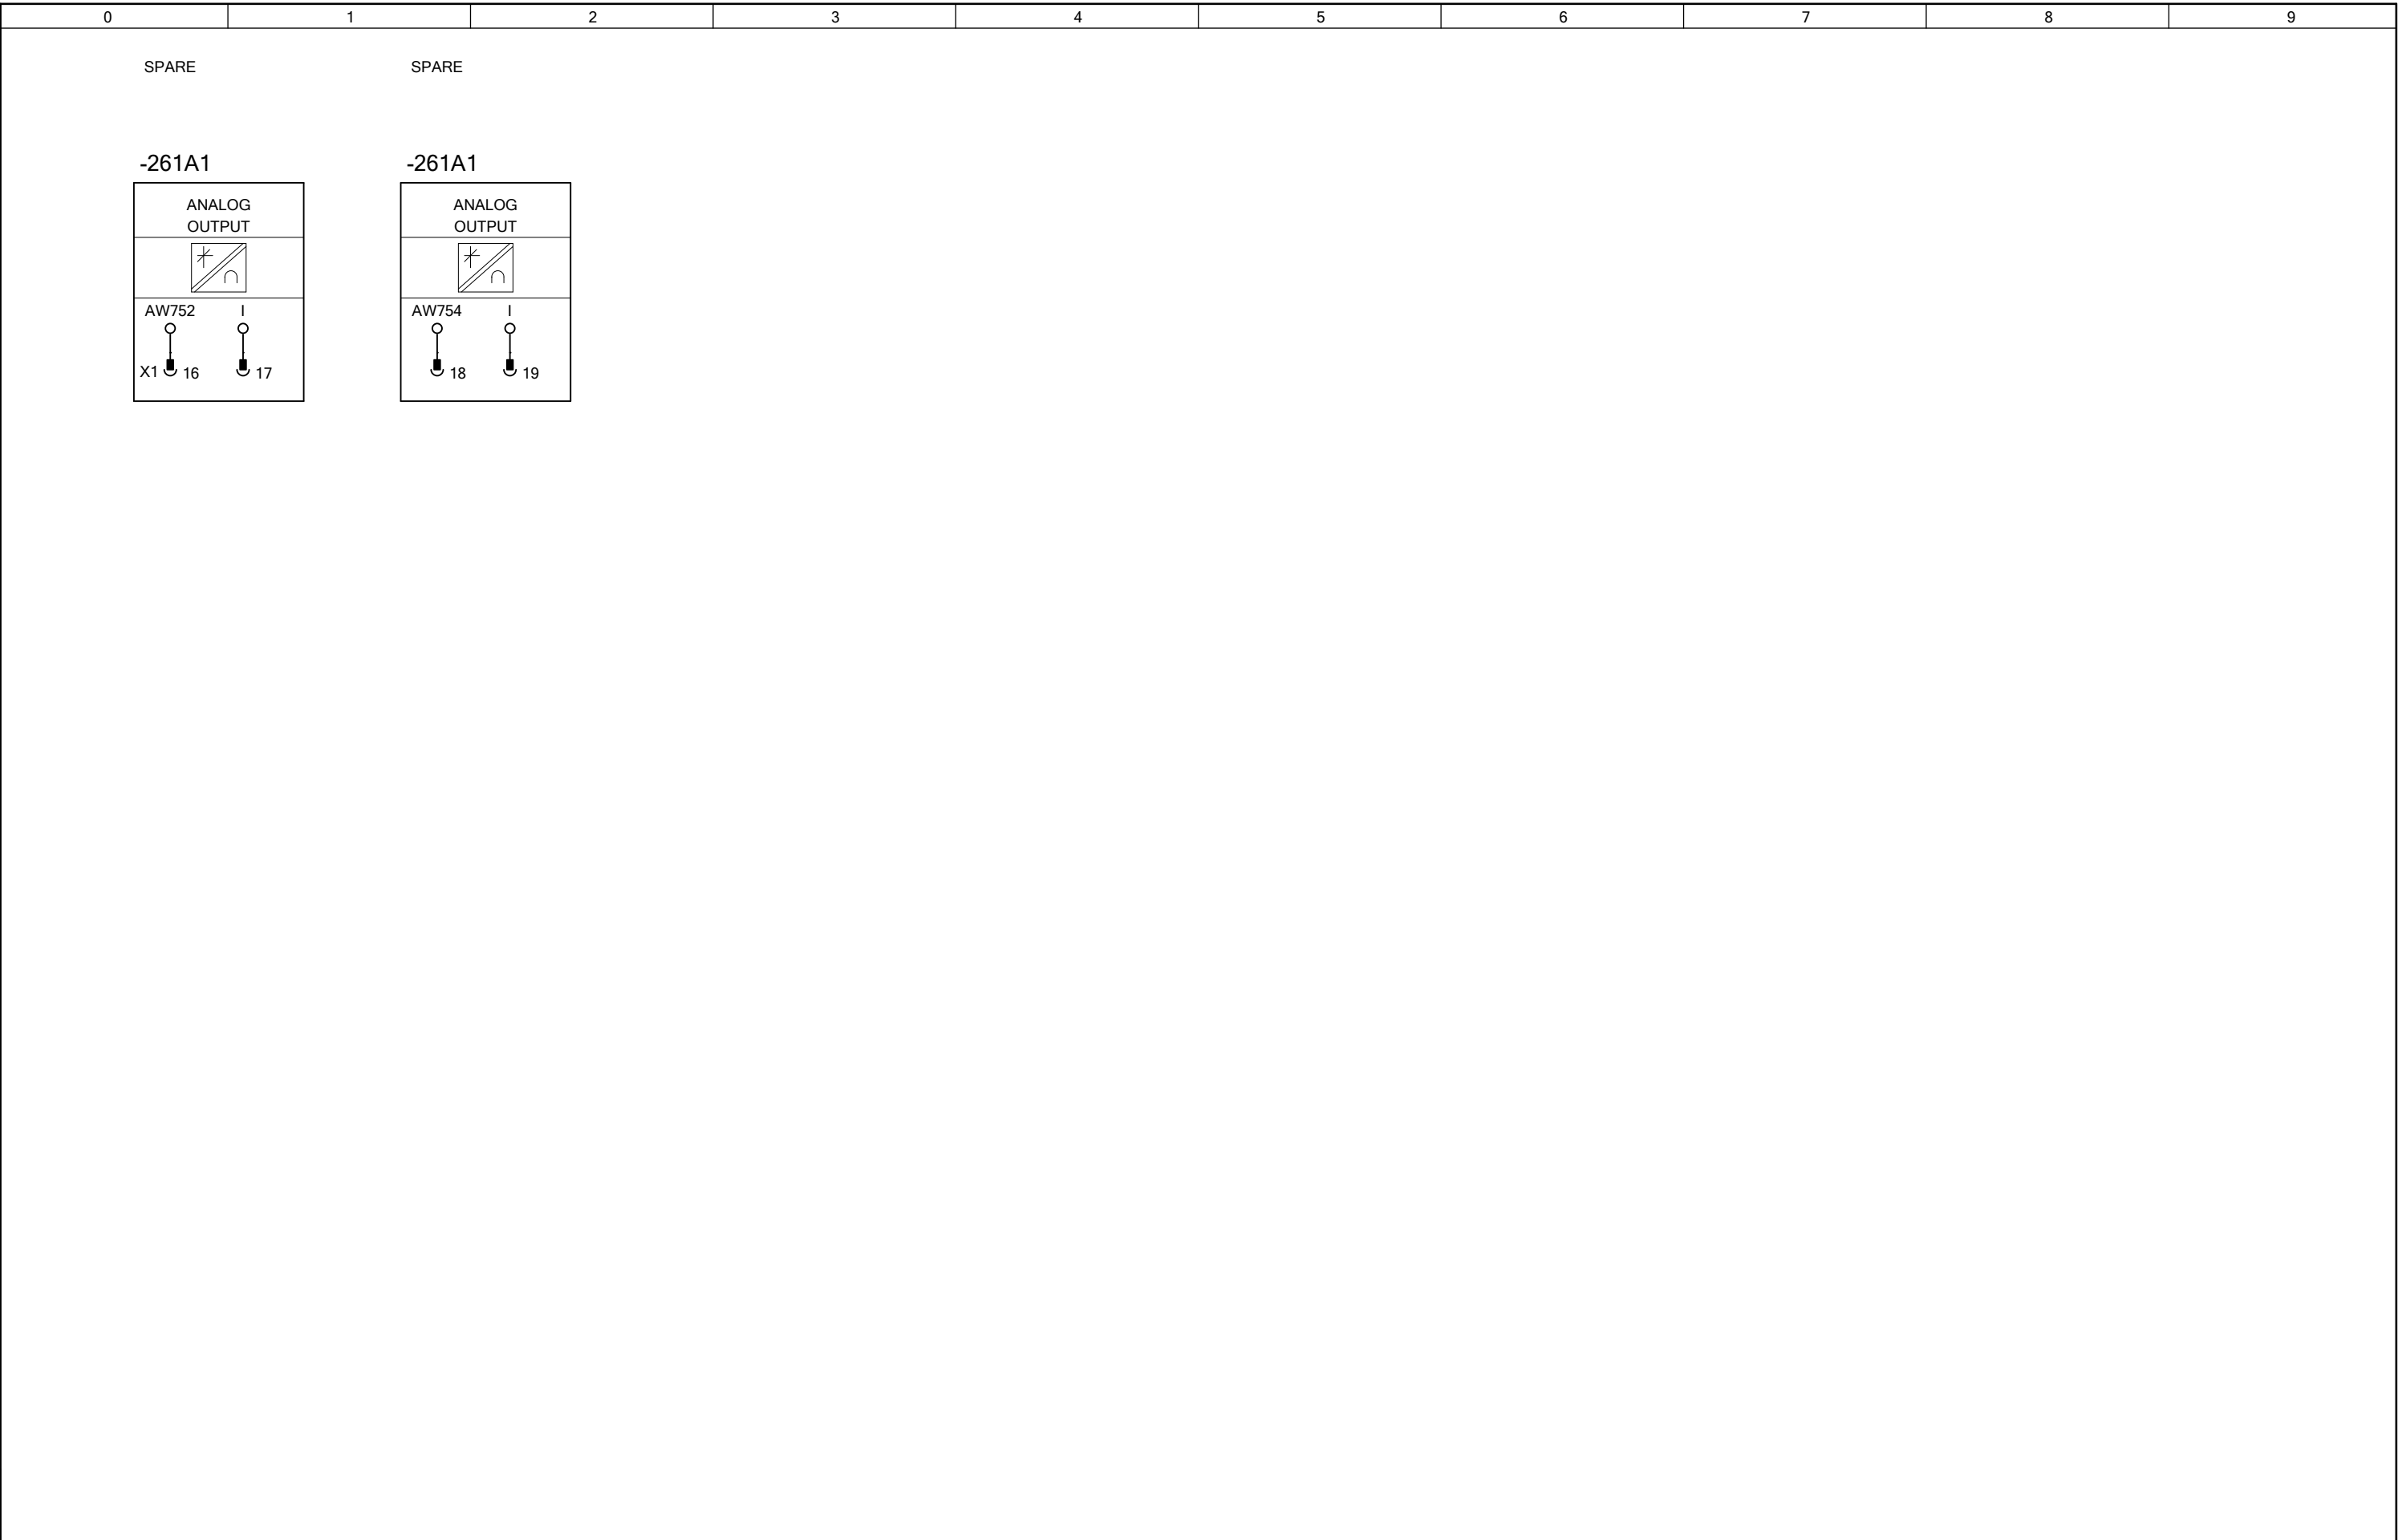 0 1 2 3 4 5 6 7 8 9
SPARE SPARE
-261A1 -261A1
ANALOG ANALOG
OUTPUT OUTPUT
AW752 I AW754 I
X1 16 17 18 19